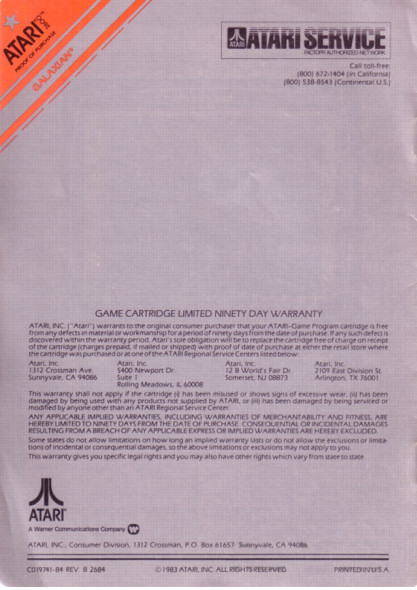 ATARI
PROOF OF PURCHASE
GALAXIAN
ATARI SERVICE
FACTORY AUTHORIZED NETWORK
Call toll-free:
(800) 672-1404 (in California)
(800) 538-8543 (Continental U.S.)
GAME CARTRIDGE LIMITED NINETY DAY WARRANTY
ATARI, INC. ("Atari") warrants to the original consumer purchaser that your ATARI-Game Program cartridge is free
from any defects in material or workmanship for a period of ninety days from the date of purchase. If any such defect is
discovered within the warranty period, Atari's sole obligation will be to replace the cartridge free of charge on receipt
of the cartridge (charges prepaid, if mailed or shipped) with proof of date of purchase at either the retail store where
the cartridge was purchased or at one of the ATARI Regional Service Centers listed below:
Atari, Inc. Atari, Inc. Atari, Inc. Atari, Inc.
1312 Crossman Ave. 5400 Newport Dr. 12 B World's Fair Dr. 2109 East Division St.
Sunnyvale, CA 94086 Suite 1 Somerset, NJ 08873 Arlington, TX 76001
Rolling Meadows, IL 60008
This warranty shall not apply if the cartridge (i) has been misused or shows signs of excessive wear, (ii) has been
damaged by being used with any products not supplied by ATARI, or (iii) has been damaged by being serviced or
modified by anyone other than an ATARI Regional Service Center.
ANY APPLICABLE IMPLIED WARRANTIES, INCLUDING WARRANTIES OF MERCHANTABILITY AND FITNESS, ARE
HEREBY LIMITED TO NINETY DAYS FROM THE DATE OF PURCHASE. CONSEQUENTIAL OR INCIDENTAL DAMAGES
RESULTING FROM A BREACH OF ANY APPLICABLE EXPRESS OR IMPLIED WARRANTIES ARE HEREBY EXCLUDED.
Some states do not allow limitations on how long an implied warranty lasts or do not allow the exclusions or limita-
tions of incidental or consequential damages, so the above limitations or exclusions may not apply to you.
This warranty gives you specific legal rights and you may also have other rights which vary from state to state.
ATARI
A Warner Communications Company
ATARI, INC., Consumer Division, 1312 Crossman, P.O. Box 61657, Sunnyvale, CA 94086
C019741-84 REV. B 2684 © 1983 ATARI, INC. ALL RIGHTS RESERVED. PRINTED IN U.S.A.